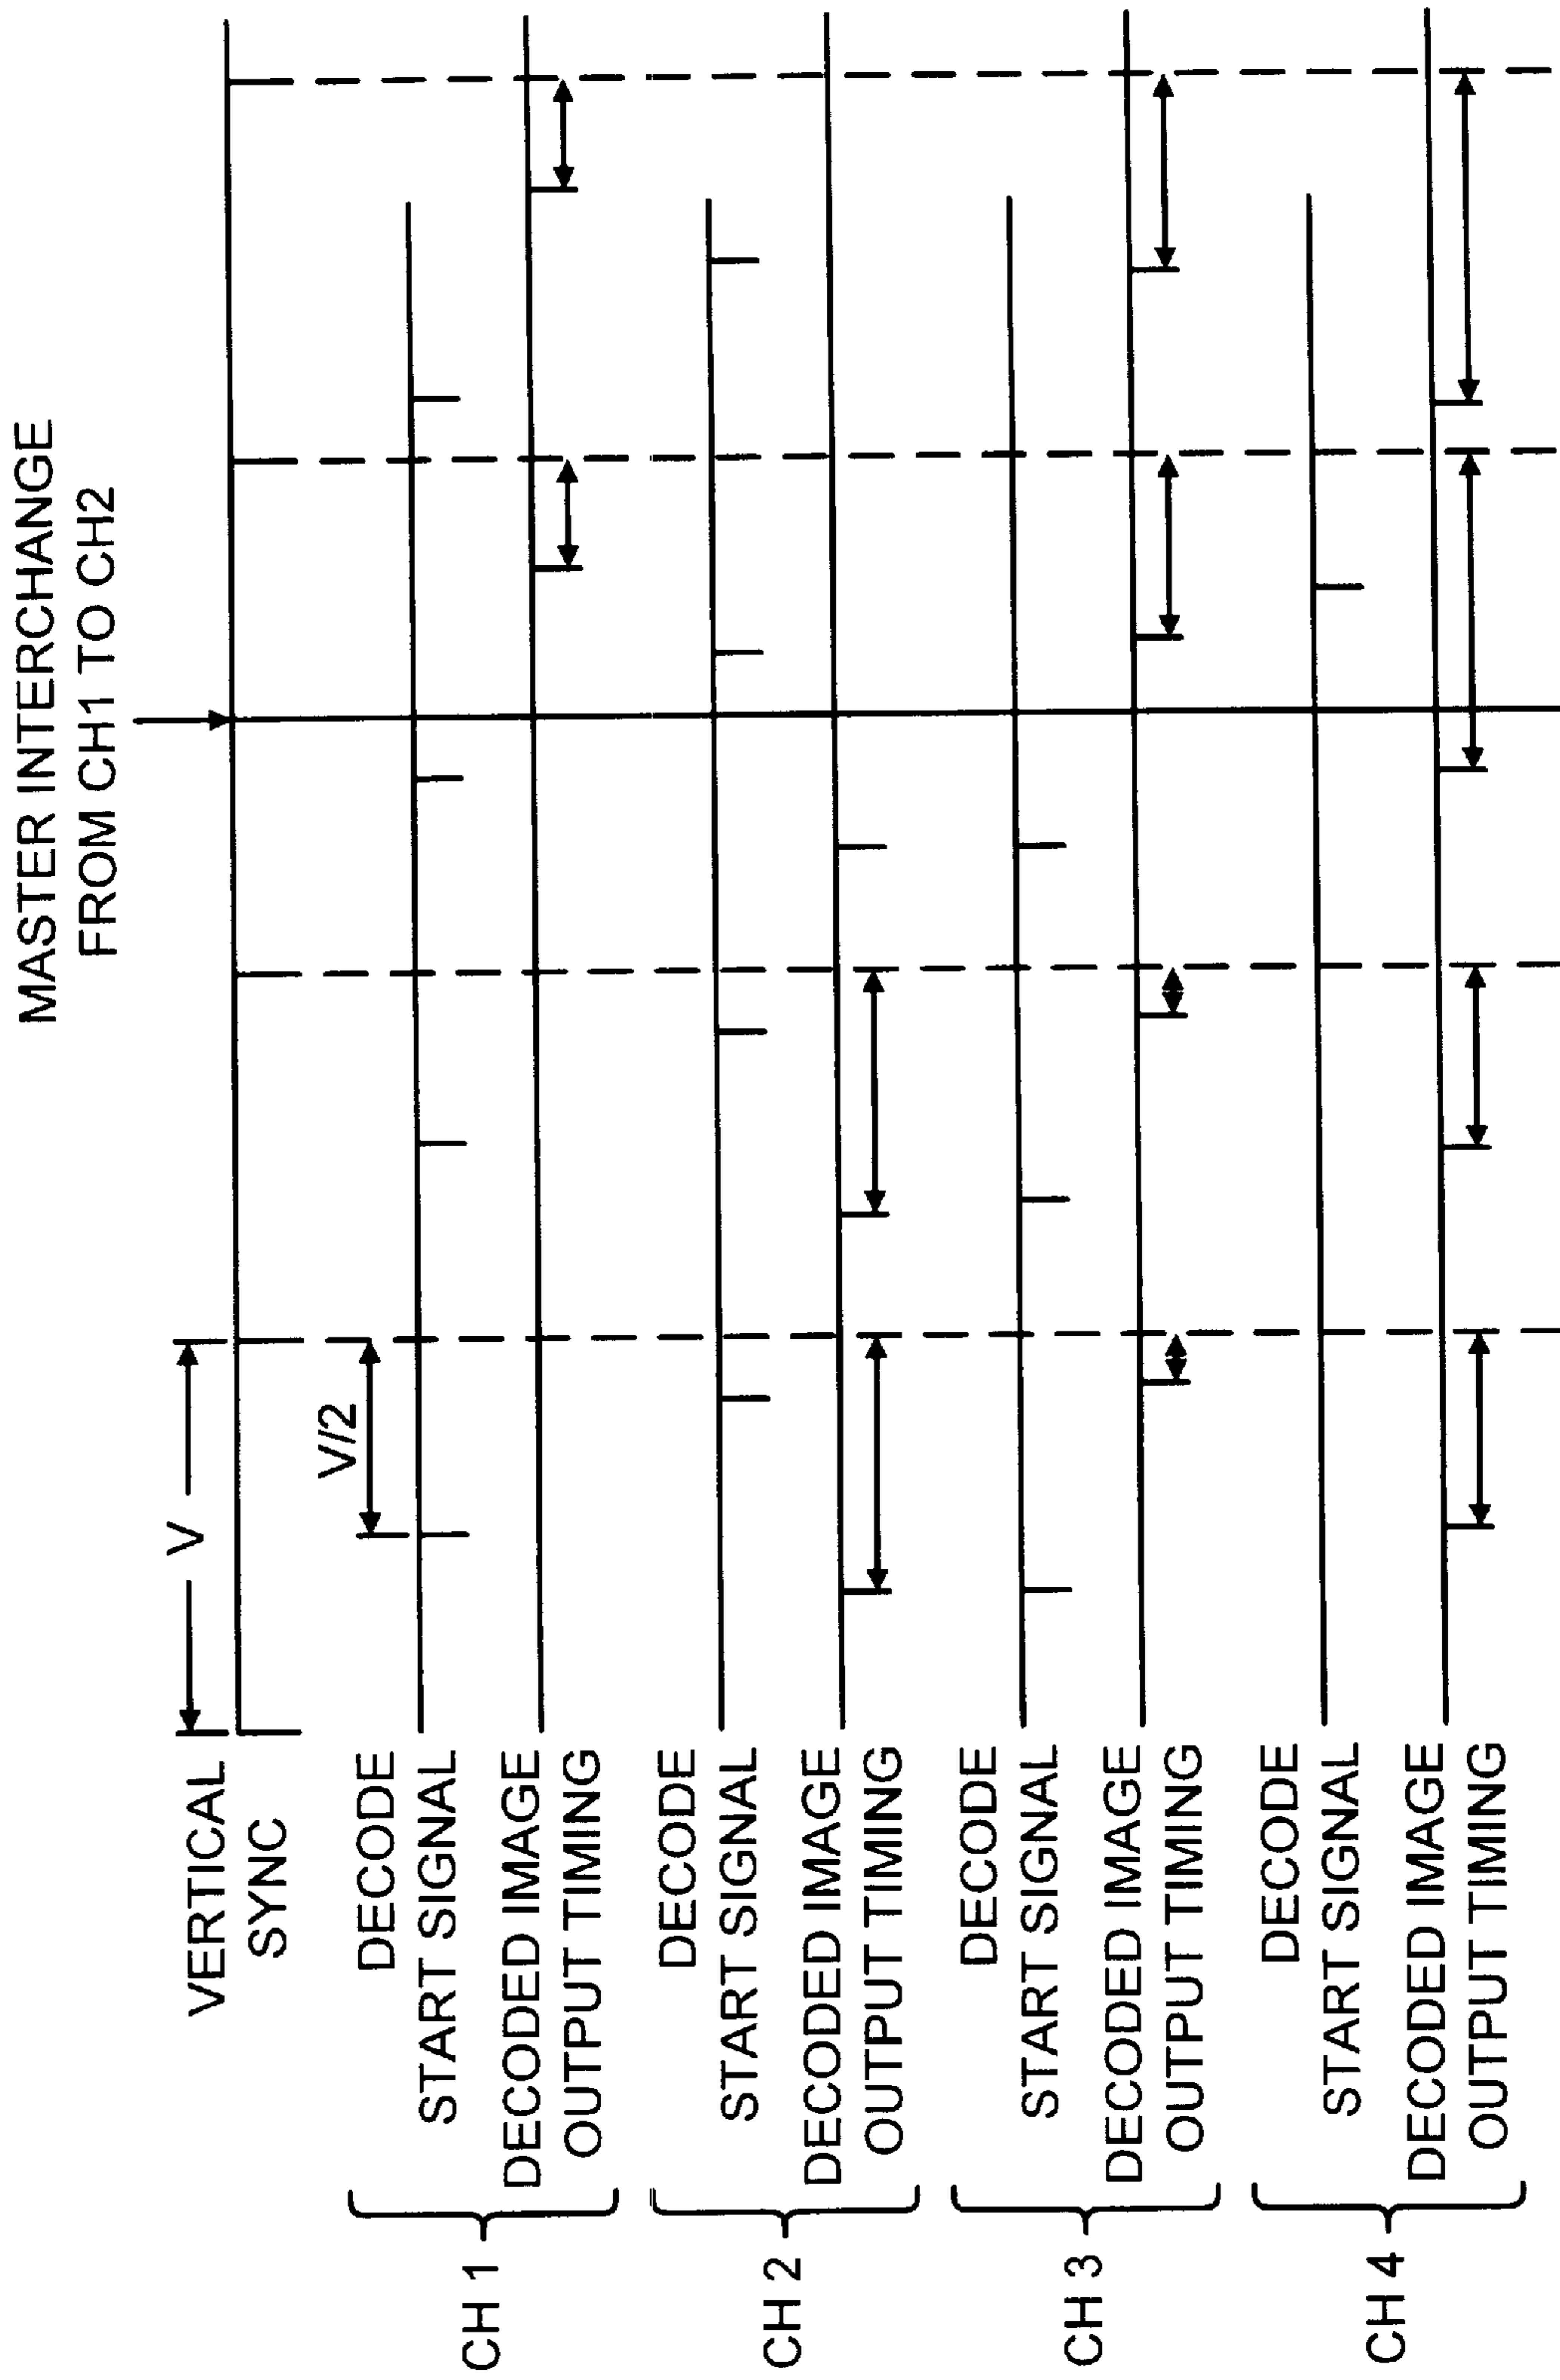 MASTER INTERCHANGE
FROM CH1 TO CH2
V
V/2
VERTICAL
SYNC
CH 1
DECODE
START SIGNAL
DECODED IMAGE
OUTPUT TIMING
CH 2
DECODE
START SIGNAL
DECODED IMAGE
OUTPUT TIMING
CH 3
DECODE
START SIGNAL
DECODED IMAGE
OUTPUT TIMING
CH 4
DECODE
START SIGNAL
DECODED IMAGE
OUTPUT TIMING